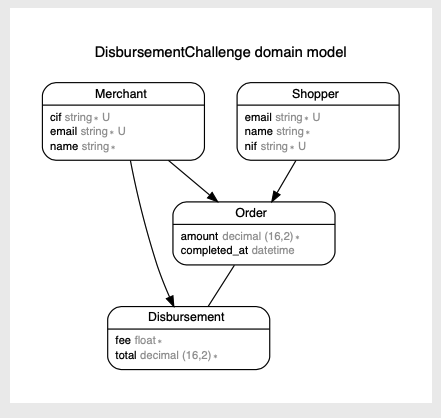 DisbursementChallenge domain model
Merchant
cif string * U
email string * U
name string *
Shopper
email string * U
name string *
nif string * U
Order
amount decimal (16,2) *
completed_at datetime
Disbursement
fee float *
total decimal (16,2) *